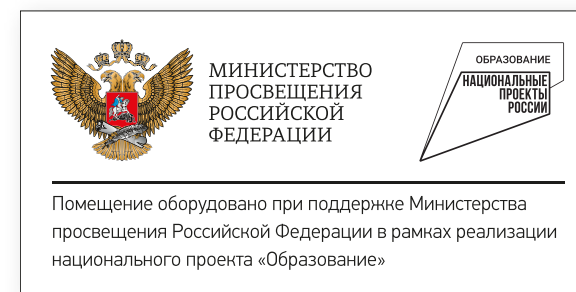 МИНИСТЕРСТВО
ПРОСВЕЩЕНИЯ
РОССИЙСКОЙ
ФЕДЕРАЦИИ
ОБРАЗОВАНИЕ
НАЦИОНАЛЬНЫЕ
ПРОЕКТЫ
РОССИИ
Помещение оборудовано при поддержке Министерства
просвещения Российской Федерации в рамках реализации
национального проекта «Образование»